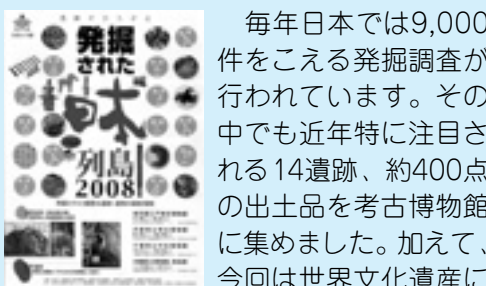 発掘
された
日本
列島
2008
毎年日本では9,000
件をこえる発掘調査が
行われています。その
中でも近年特に注目さ
れる14遺跡、約400点
の出土品を考古博物館
に集めました。加えて、
今回は世界文化遺産に